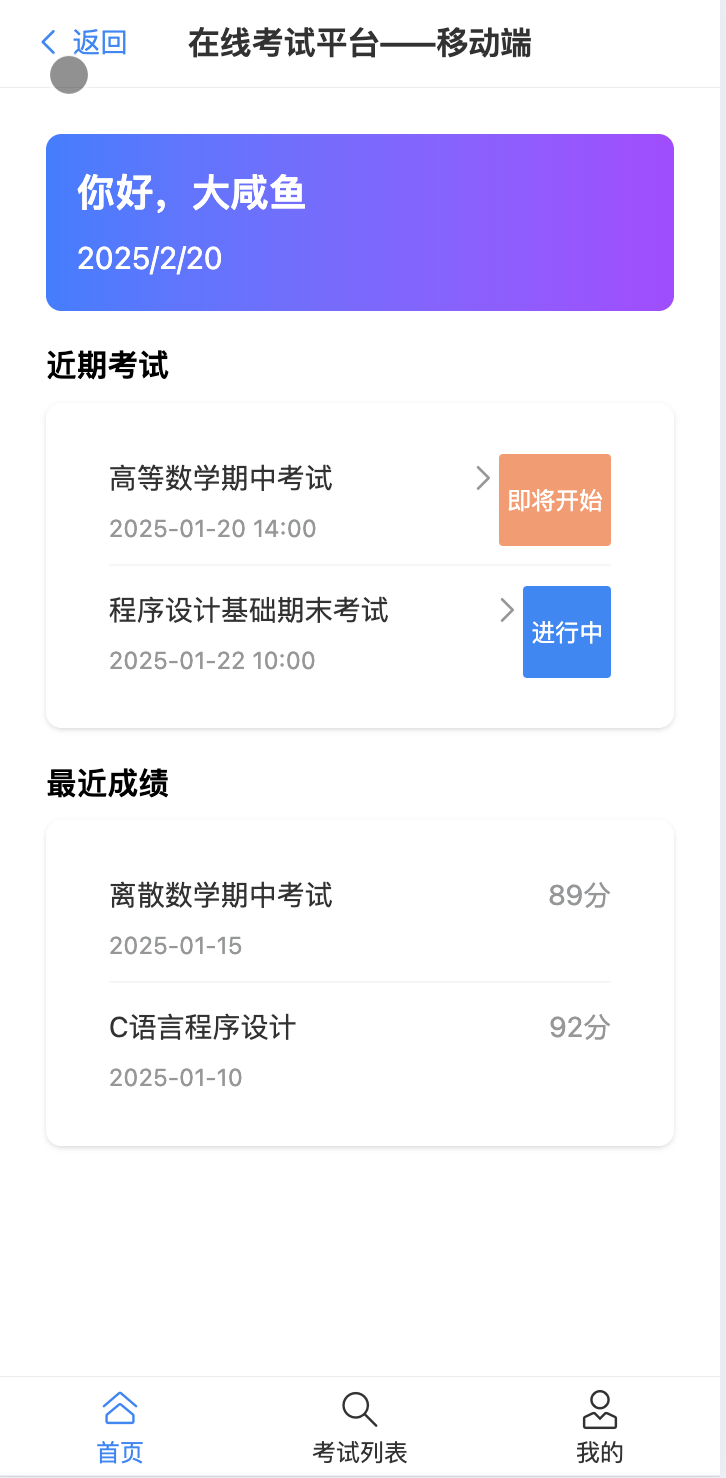 返回
在线考试平台——移动端
你好，大咸鱼
2025/2/20
近期考试
高等数学期中考试
即将开始
2025-01-20 14:00
程序设计基础期末考试
进行中
2025-01-22 10:00
最近成绩
离散数学期中考试
89分
2025-01-15
C语言程序设计
92分
2025-01-10
首页
考试列表
我的